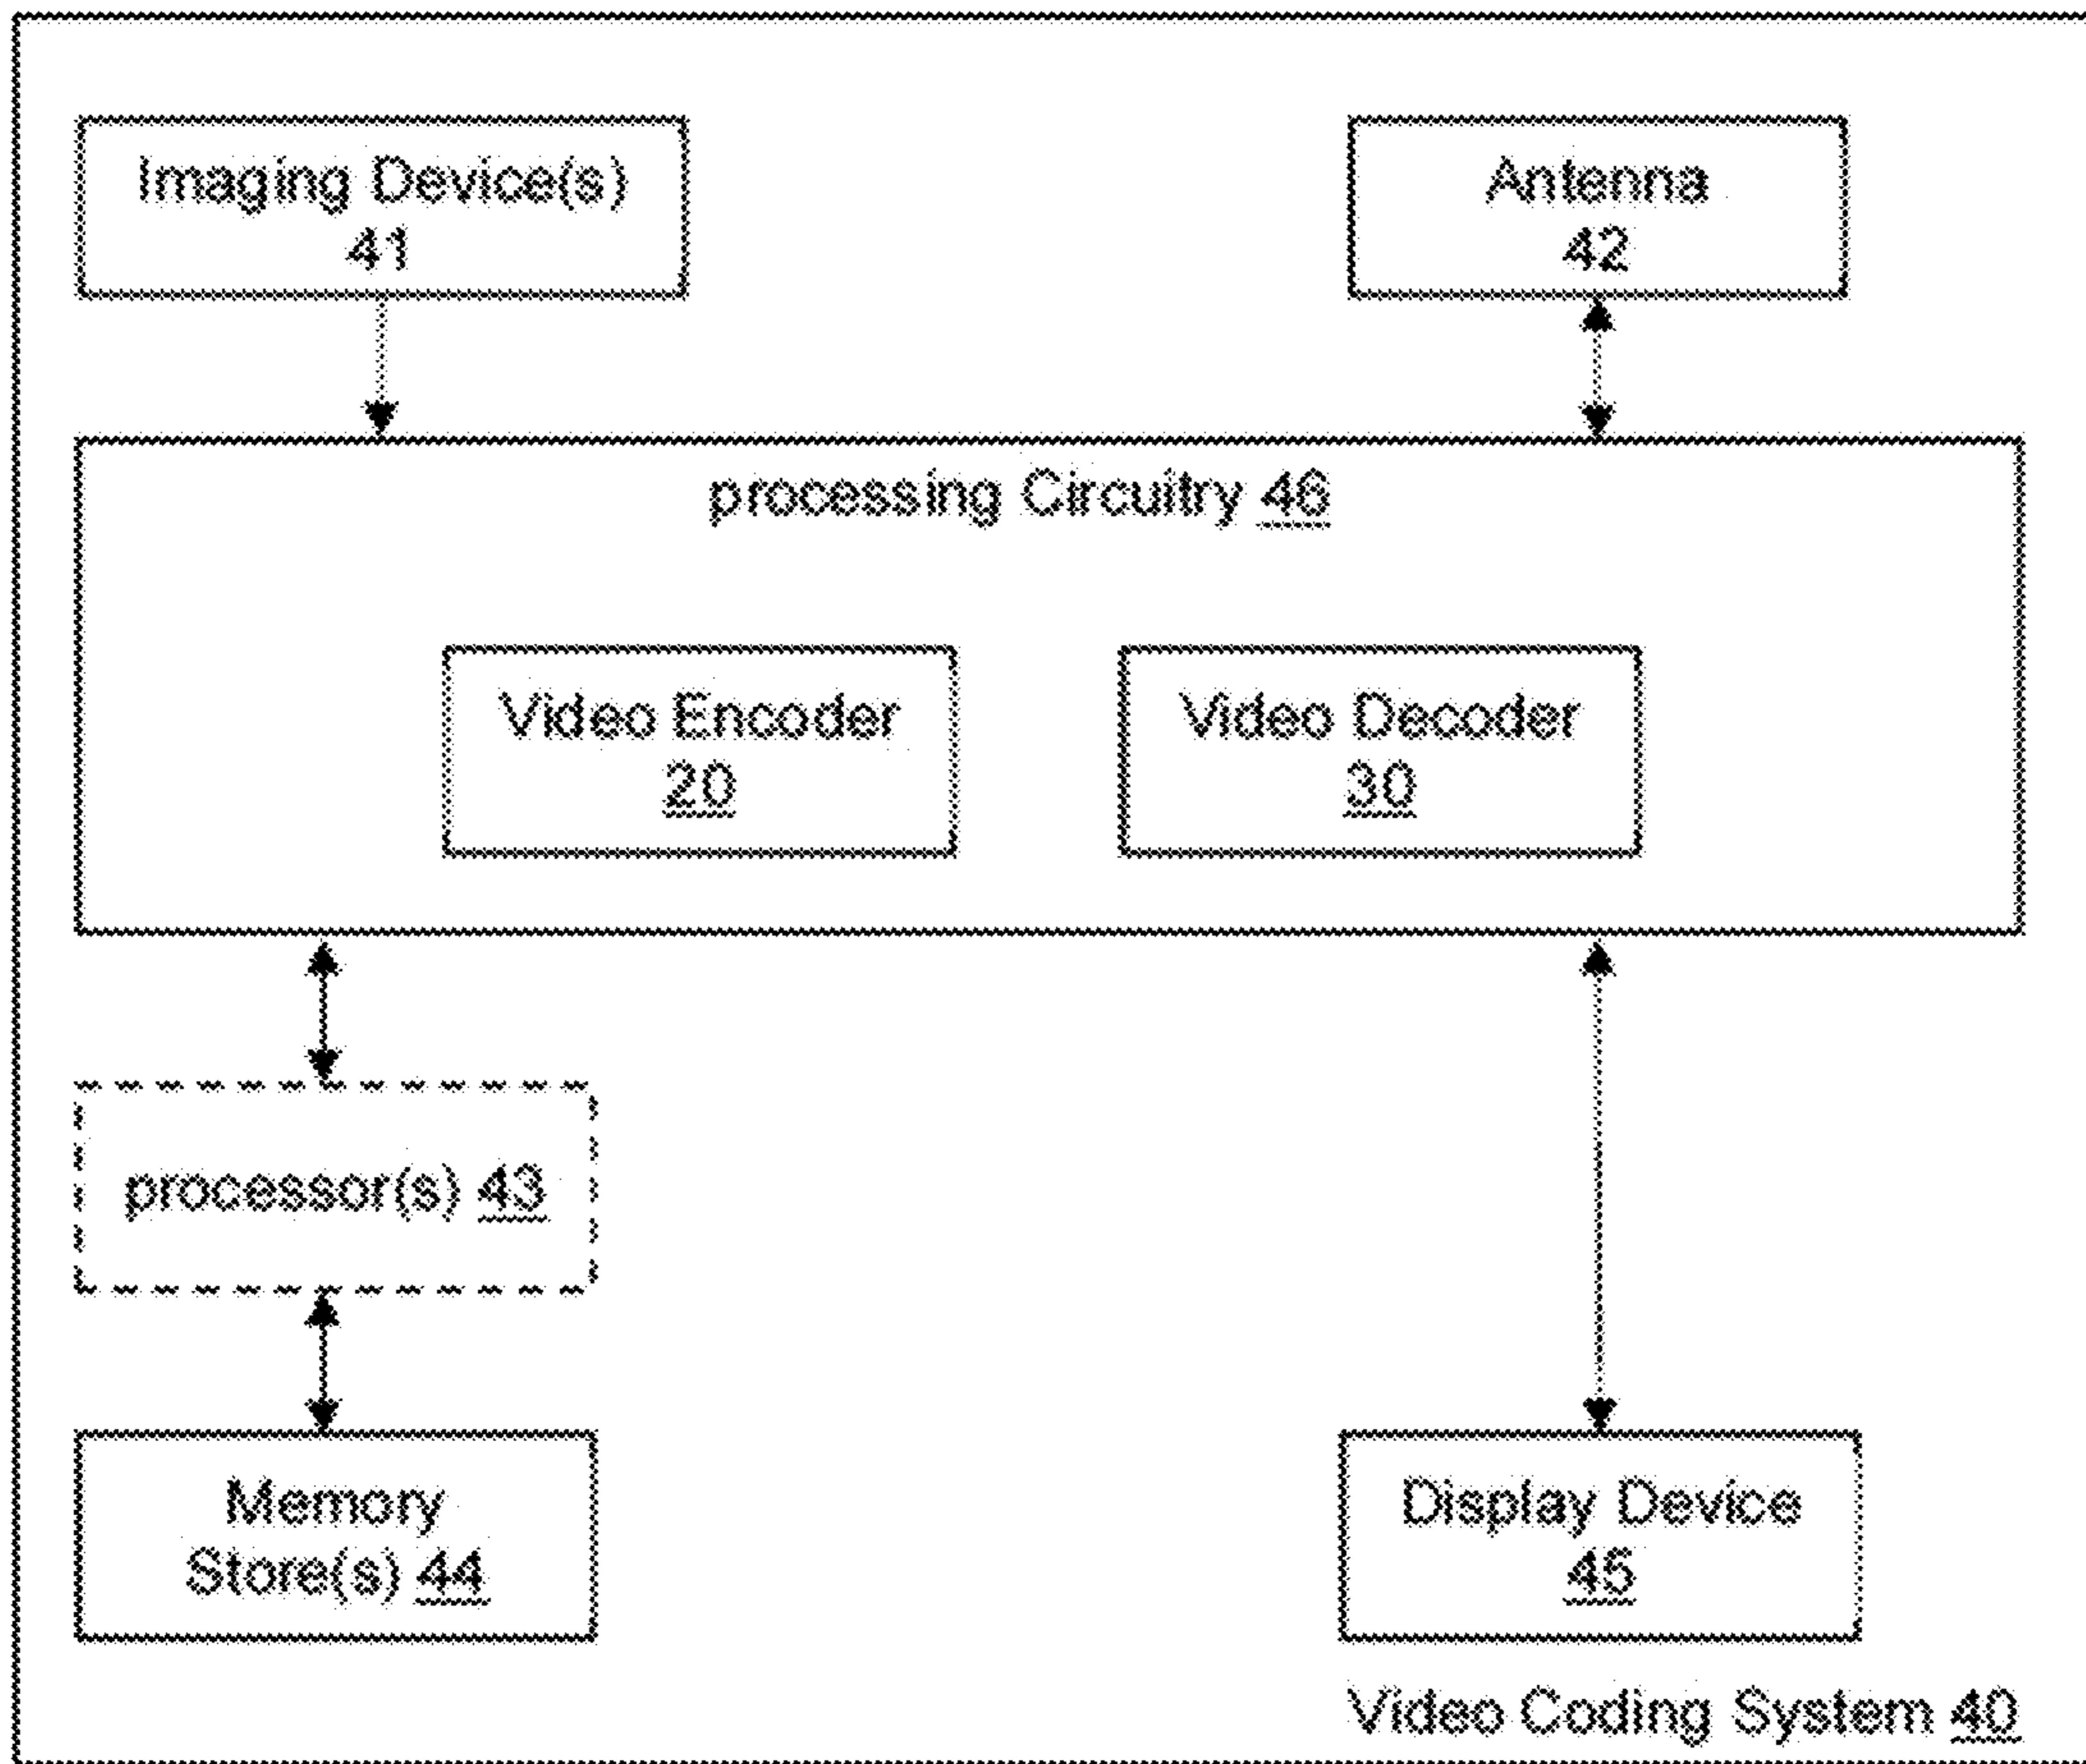 Imaging Device(s)
41
Antenna
42
processing Circuitry 46
Video Encoder
20
Video Decoder
30
processor(s) 43
Memory
Store(s) 44
Display Device
45
Video Coding System 40